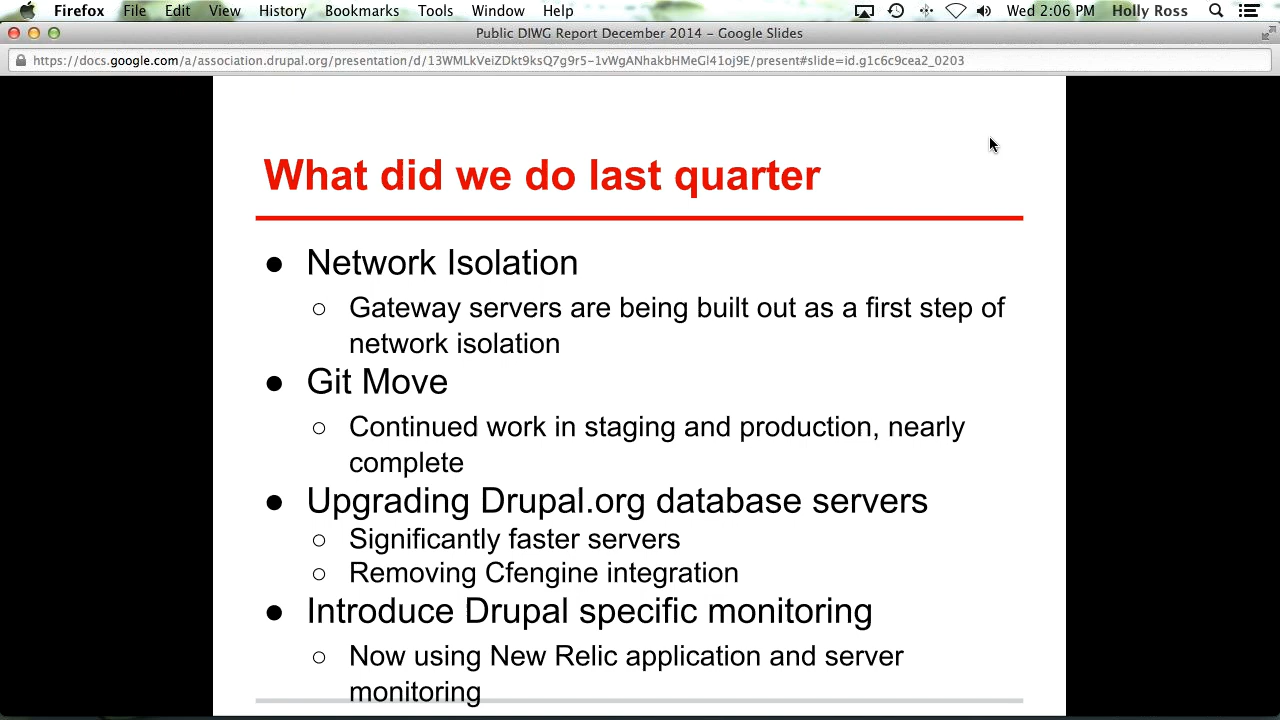 Firefox File Edit View History Bookmarks Tools Window Help Wed 2:06 PM Holly Ross
Public DIWG Report December 2014 – Google Slides
https://docs.google.com/a/association.drupal.org/presentation/d/13WMLkVeiZDkt9ksQ7g9r5-1vWgANhakbHMeGl41oj9E/present#slide=id.g1c6c9cea2_0203
What did we do last quarter
● Network Isolation
○ Gateway servers are being built out as a first step of
network isolation
● Git Move
○ Continued work in staging and production, nearly
complete
● Upgrading Drupal.org database servers
○ Significantly faster servers
○ Removing Cfengine integration
● Introduce Drupal specific monitoring
○ Now using New Relic application and server
monitoring